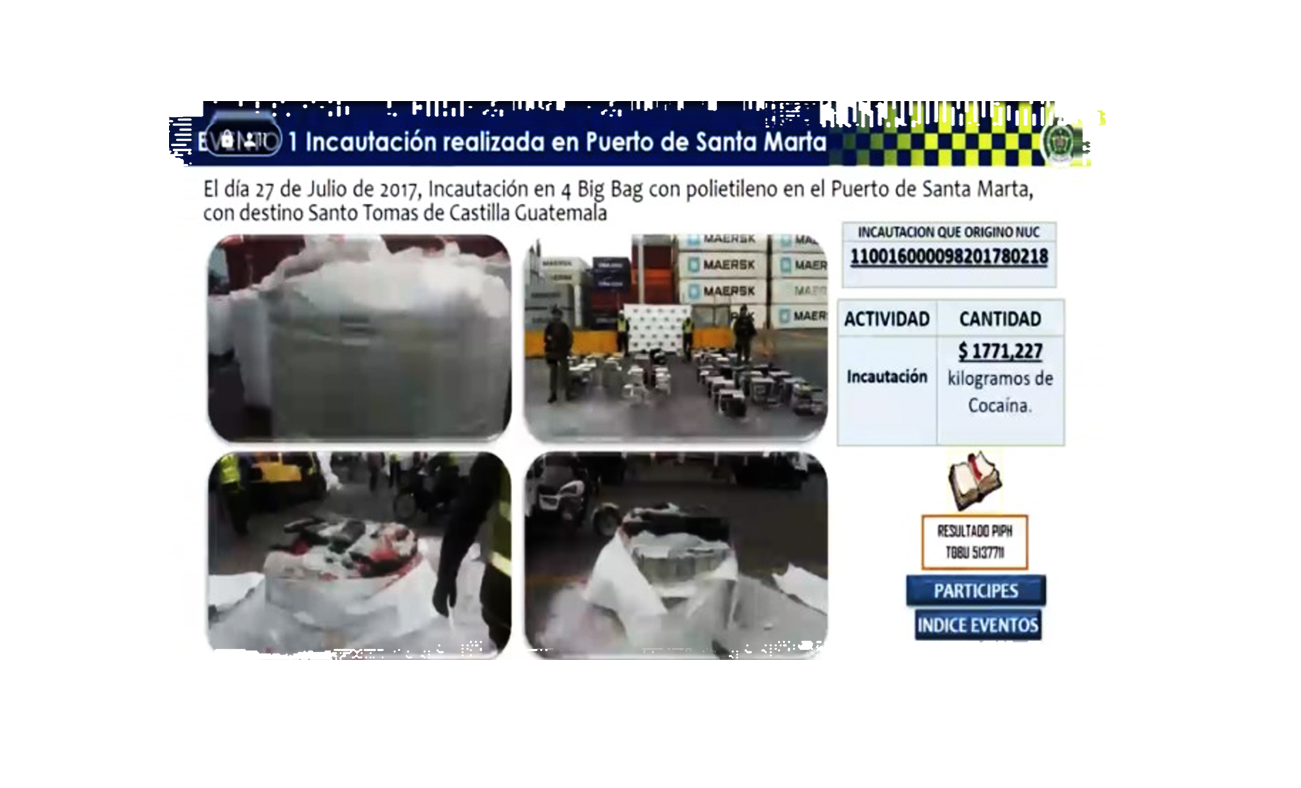 EVENTO 1 Incautación realizada en Puerto de Santa Marta
El día 27 de Julio de 2017, Incautación en 4 Big Bag con polietileno en el Puerto de Santa Marta,
con destino Santo Tomas de Castilla Guatemala
INCAUTACION QUE ORIGINO NUC
110016000098201780218
ACTIVIDAD CANTIDAD
Incautación
$ 1771,227
kilogramos de
Cocaína.
MAERSK
MAERSK
MAER
MAERSK
MAER
MAERSK
MAER
RESULTADO PIPH
TGBU 5137711
PARTICIPES
INDICE EVENTOS